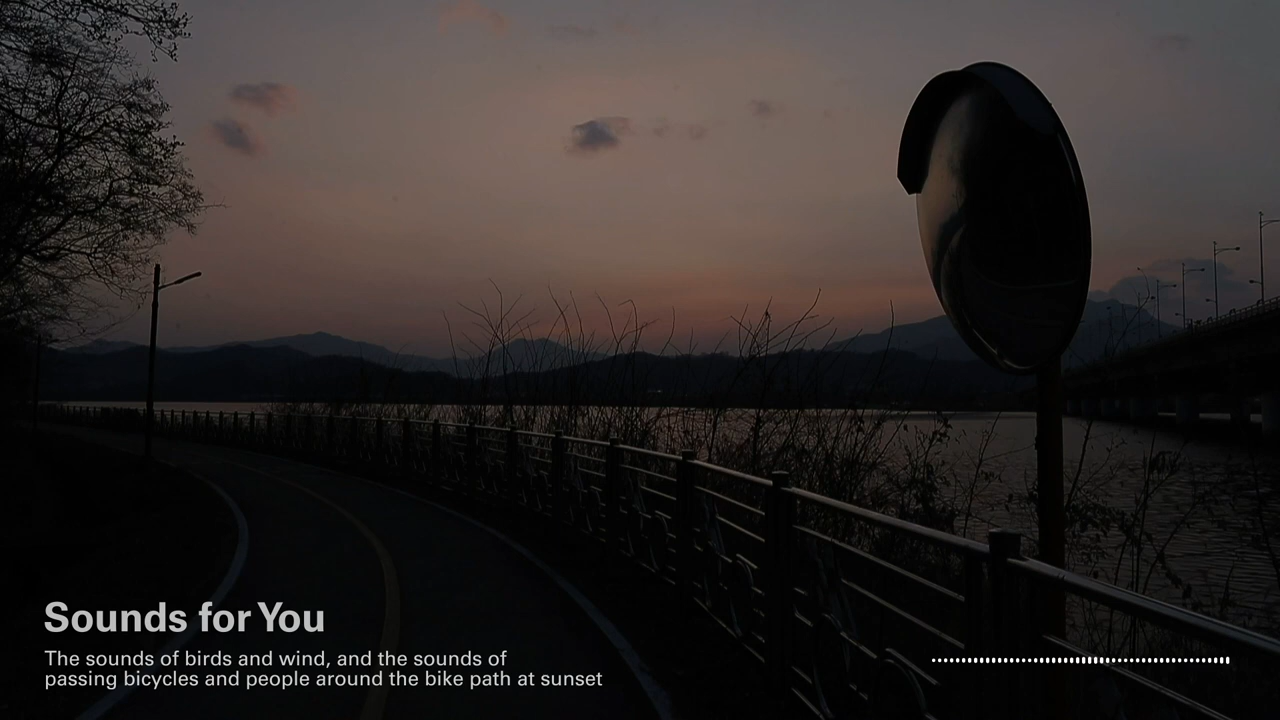 Sounds for You
The sounds of birds and wind, and the sounds of
passing bicycles and people around the bike path at sunset